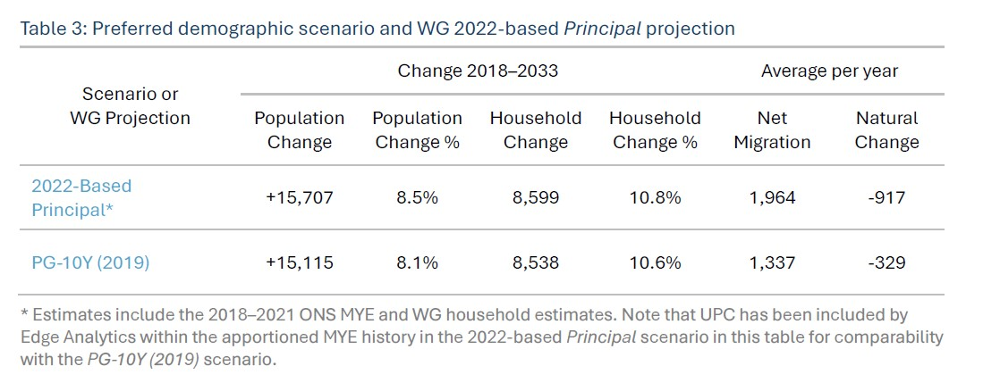 Table 3: Preferred demographic scenario and WG 2022-based Principal projection
Change 2018–2033 Average per year
Scenario or
WG Projection
Population Population Household Household Net Natural
Change Change % Change Change % Migration Change
2022-Based
Principal*
+15,707 8.5% 8,599 10.8% 1,964 -917
PG-10Y (2019) +15,115 8.1% 8,538 10.6% 1,337 -329
* Estimates include the 2018–2021 ONS MYE and WG household estimates. Note that UPC has been included by
Edge Analytics within the apportioned MYE history in the 2022-based Principal scenario in this table for comparability
with the PG-10Y (2019) scenario.